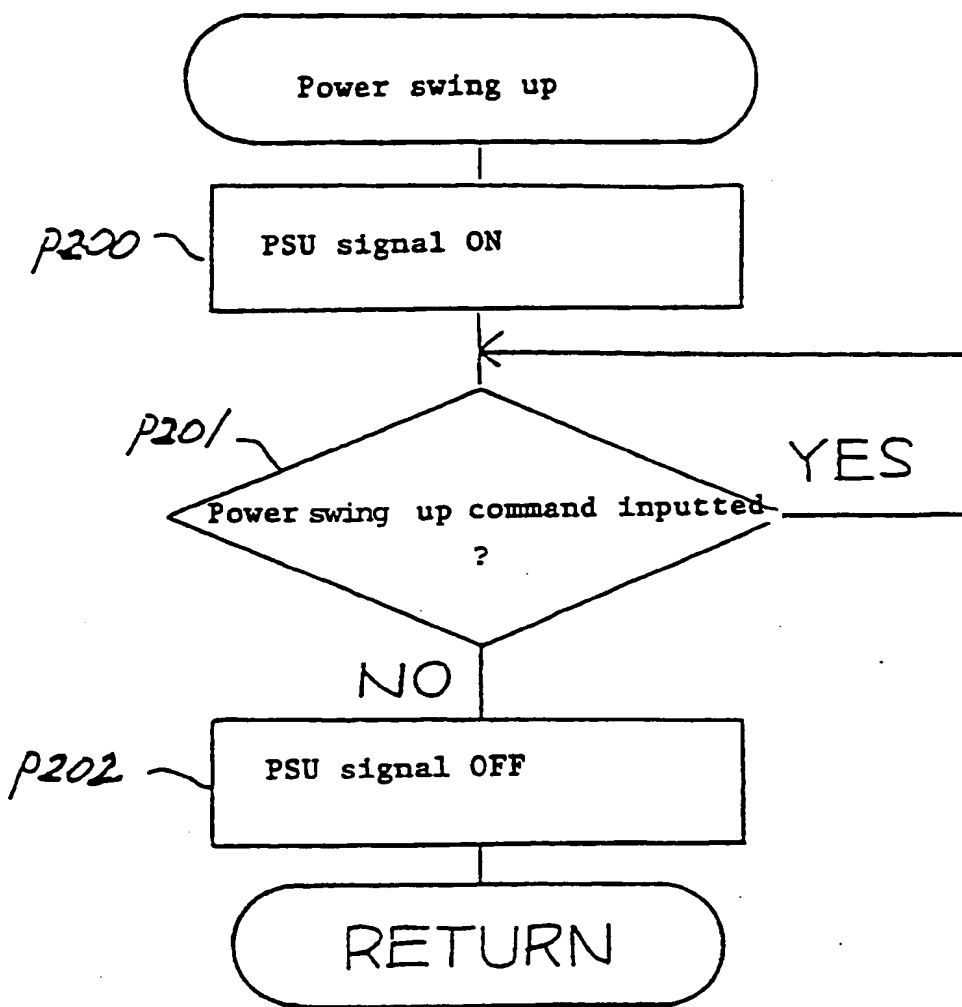 Power swing up
P200
PSU signal ON
P201
YES
Power swing up command inputted
?
NO
P202
PSU signal OFF
RETURN